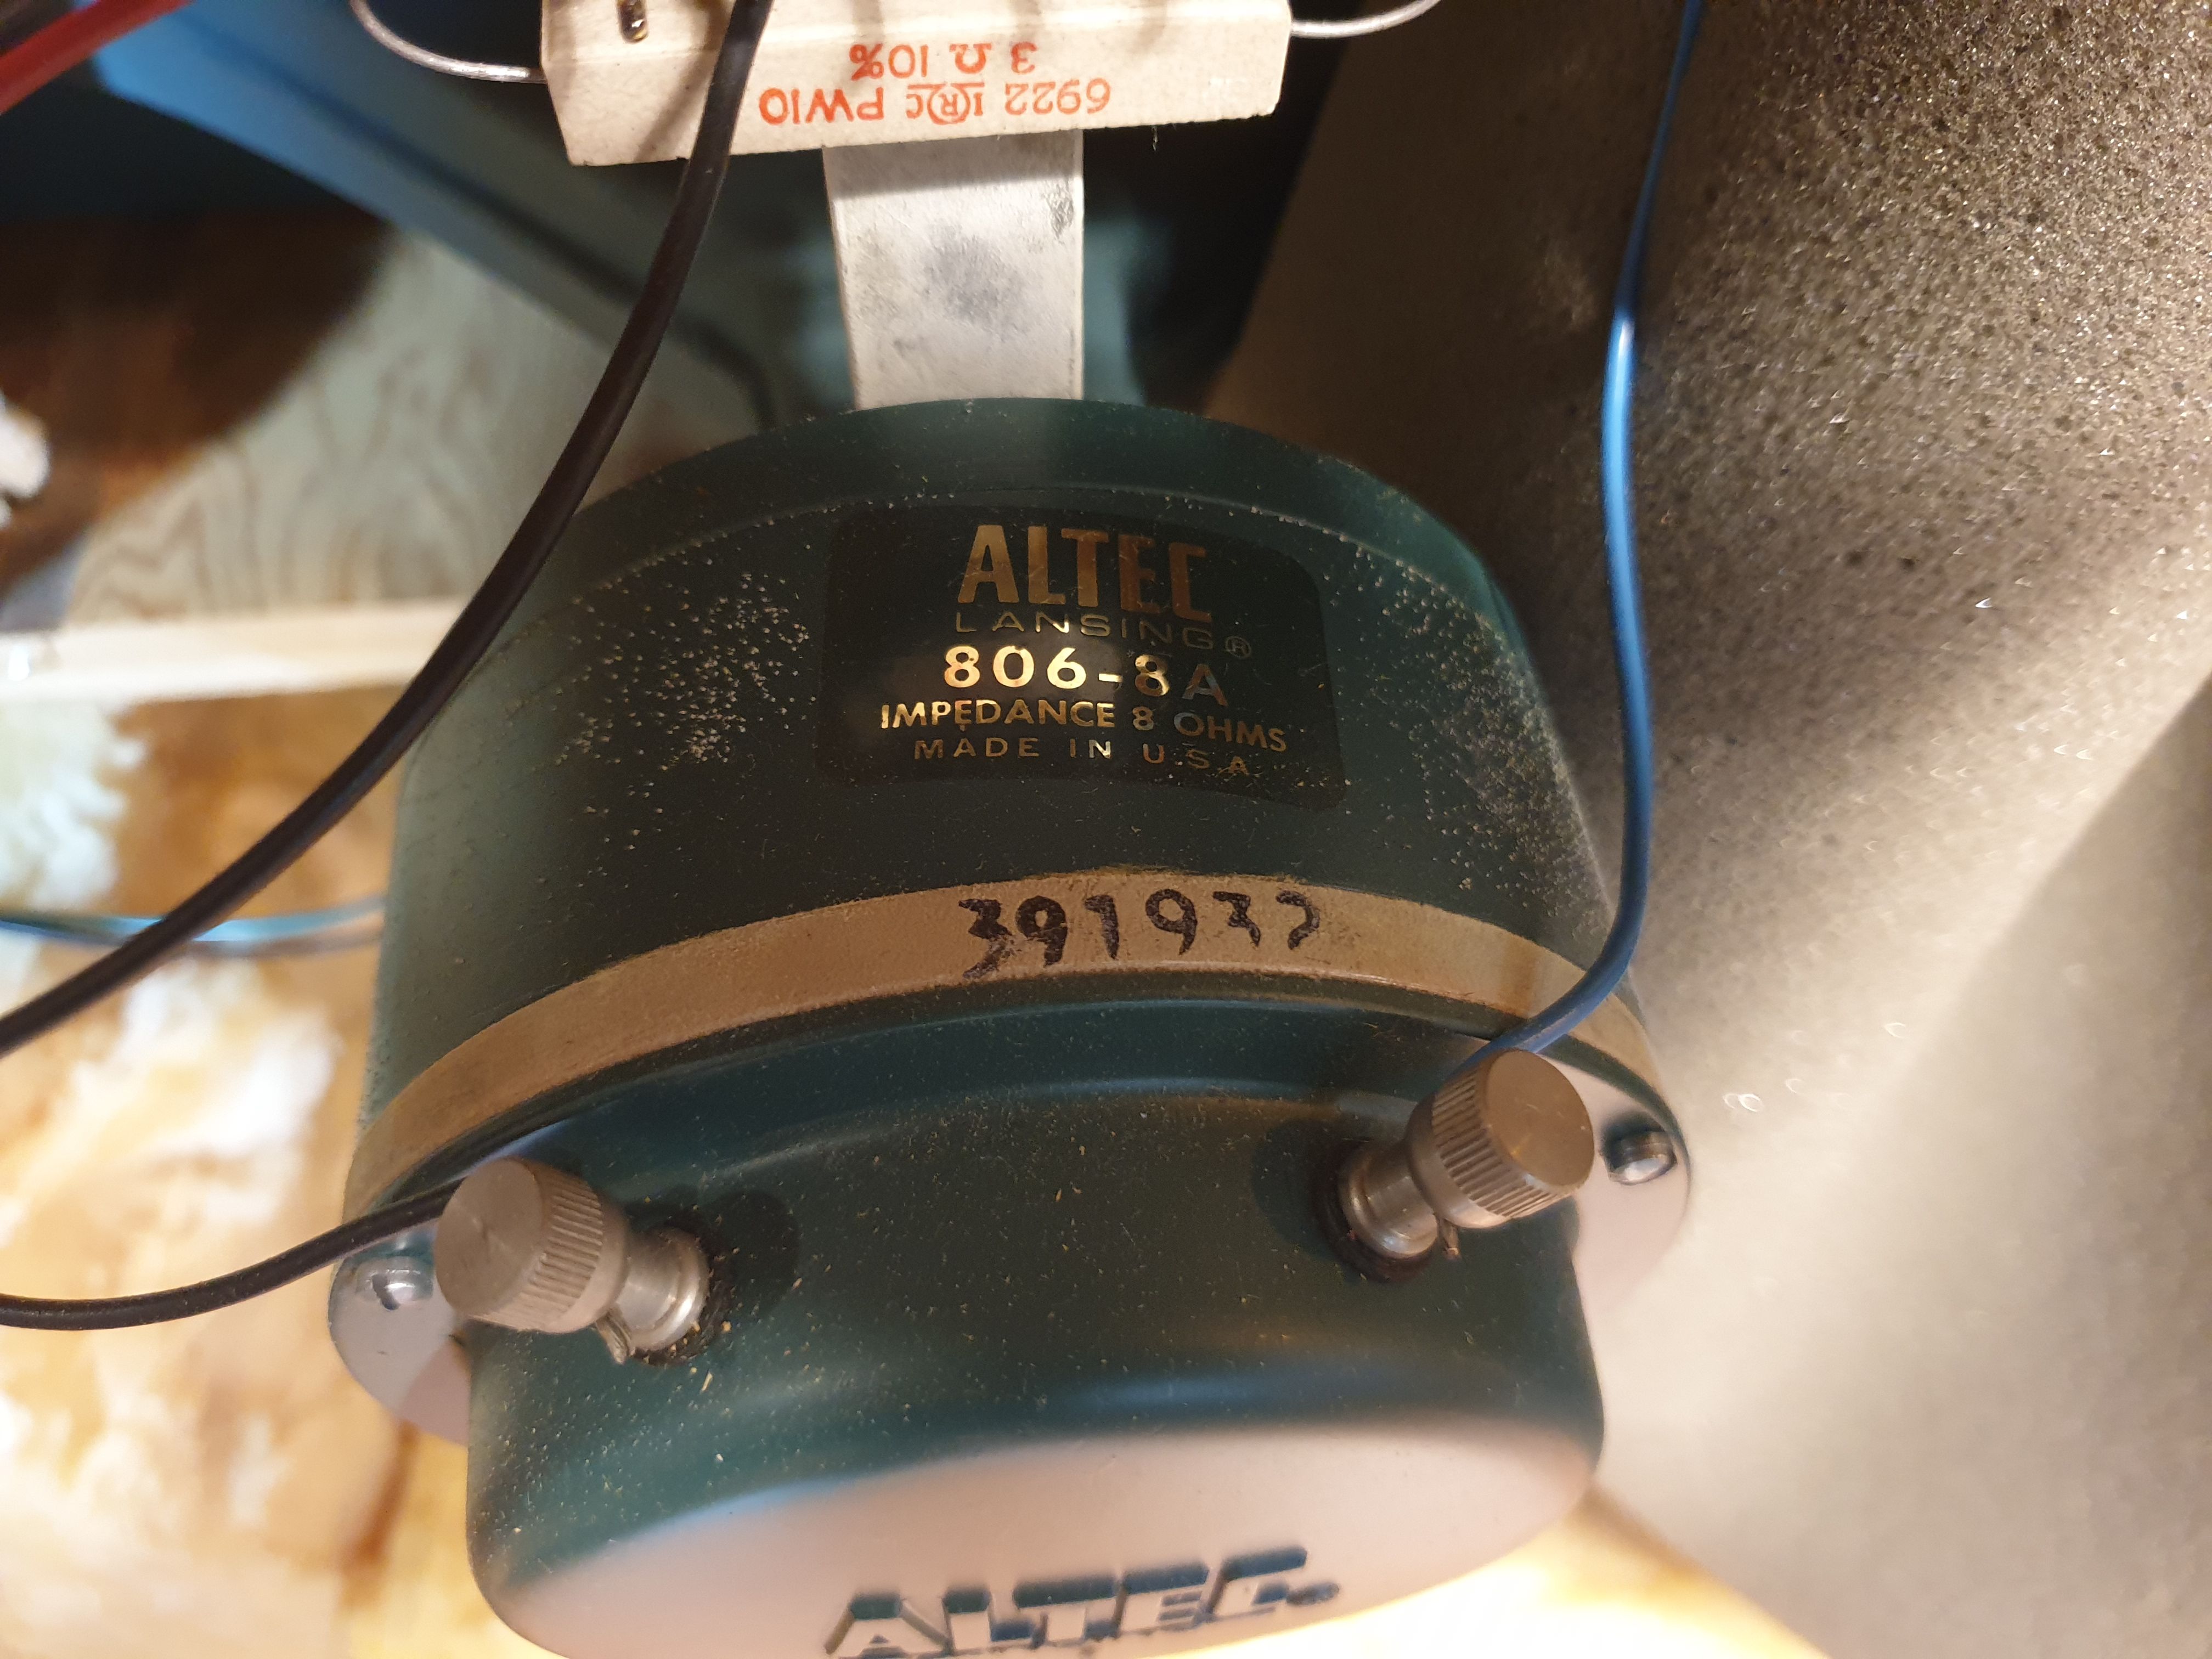 3 Ω 10%
6922 IRC PW10
ALTEC
LANSING®
806-8A
IMPEDANCE 8 OHMS
MADE IN U.S.A
391932
ALTEC